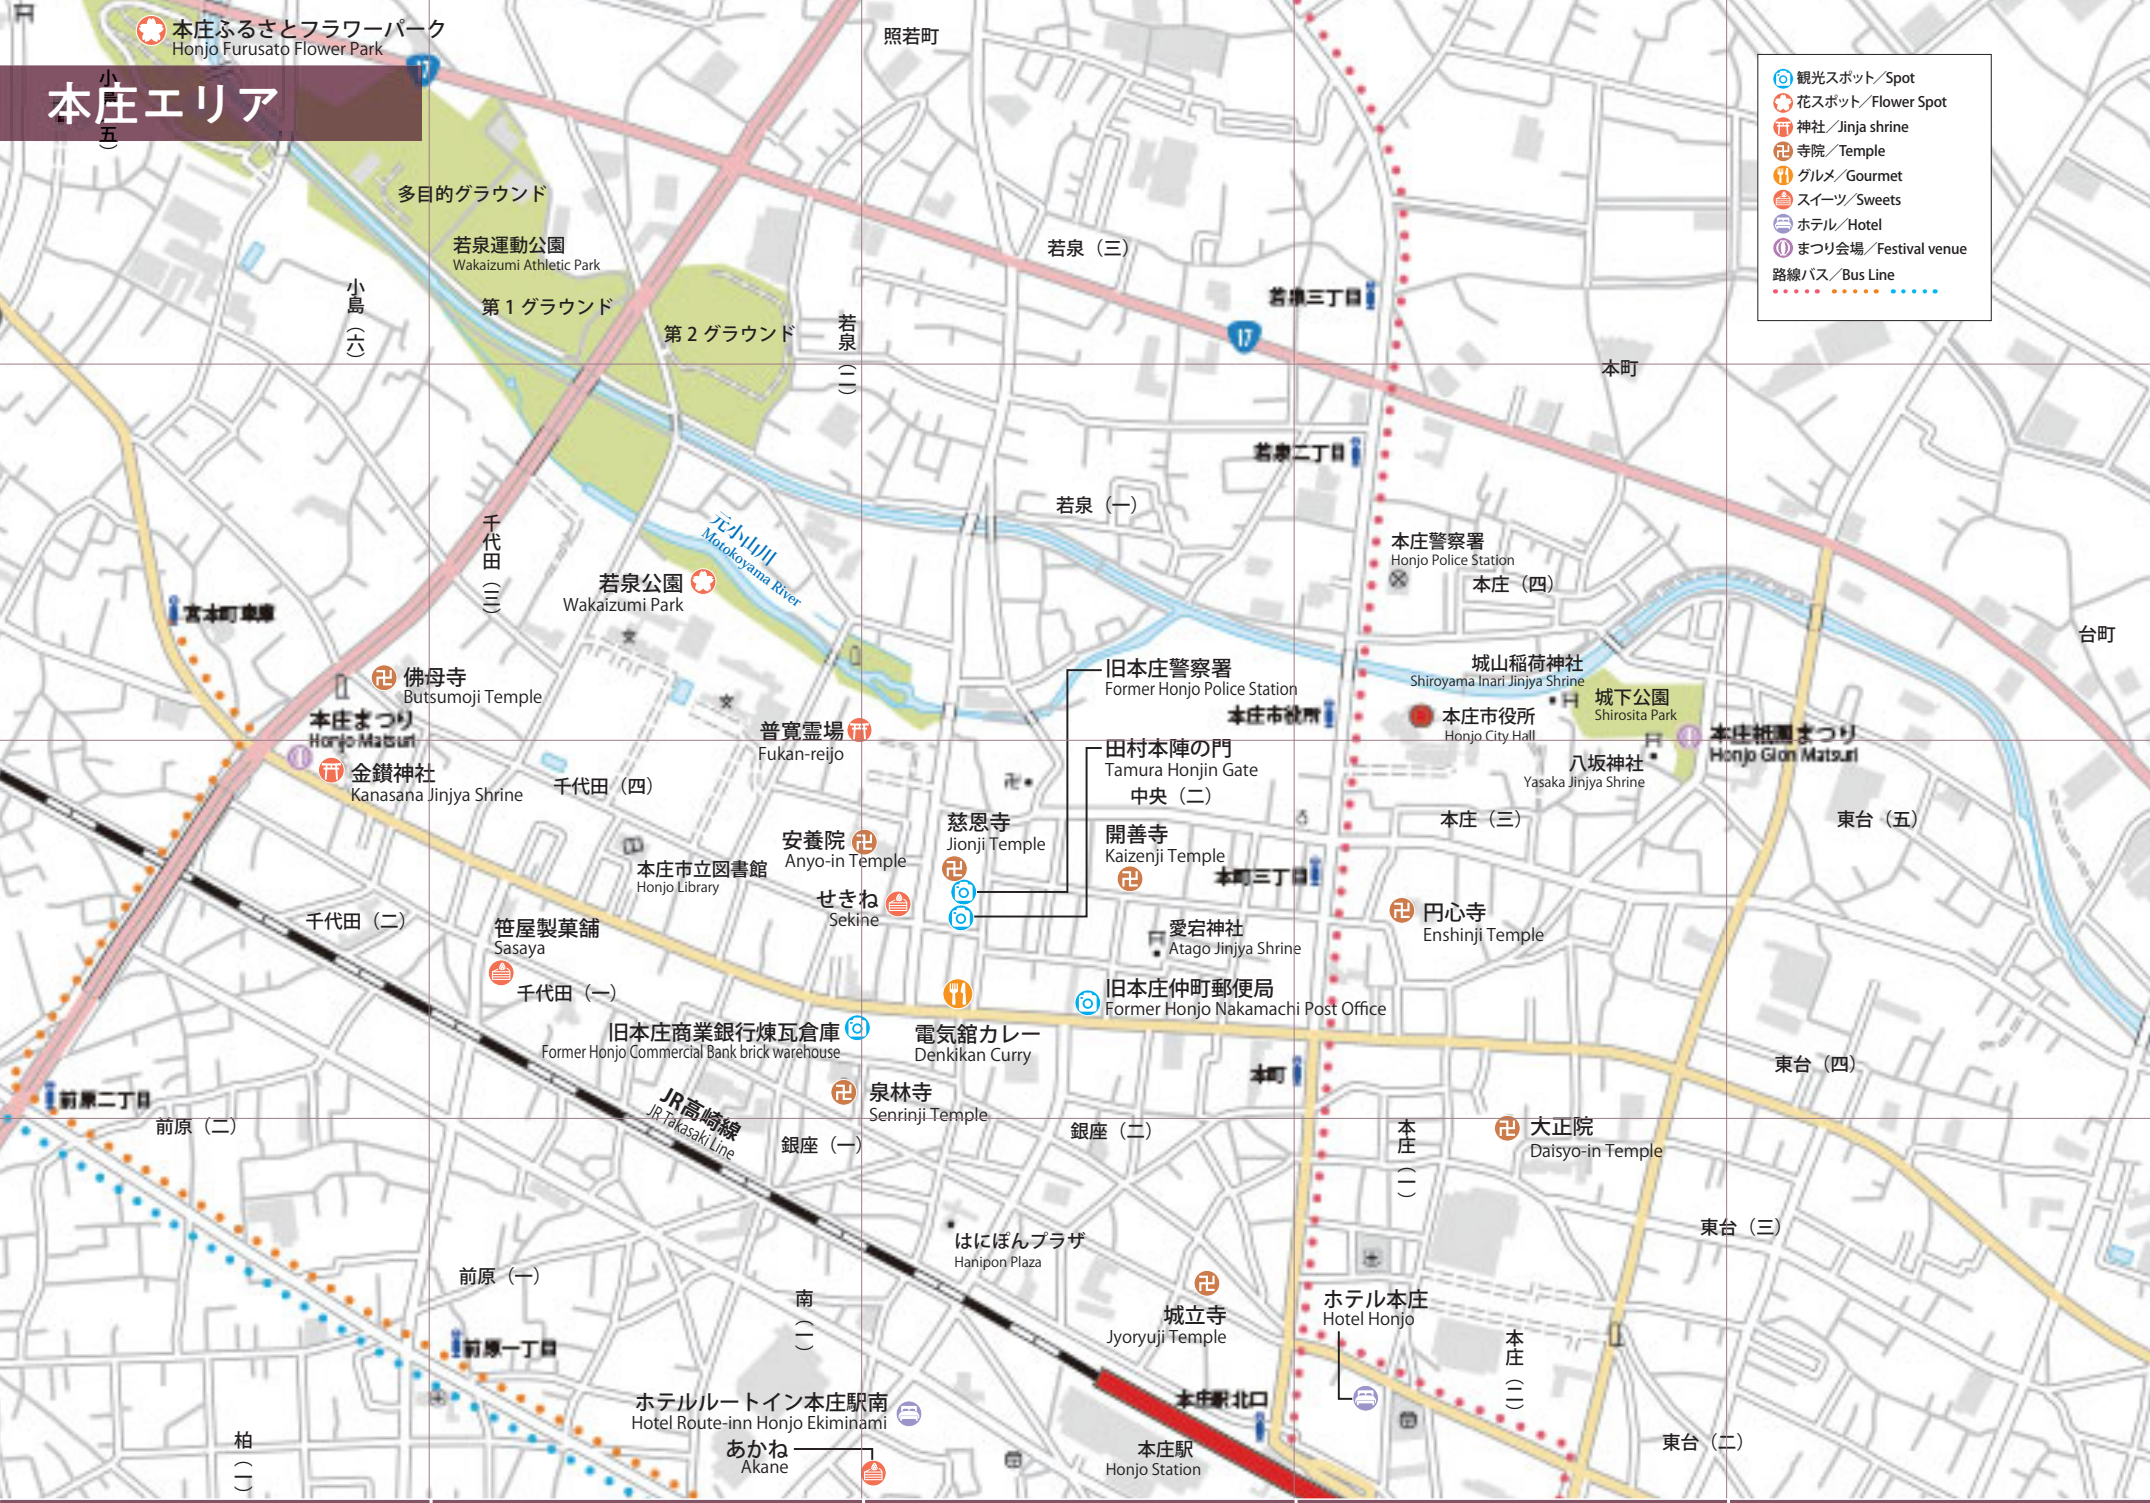 本庄ふるさとフラワーパーク
Honjo Furusato Flower Park
17
本庄エリア
照若町
観光スポット／Spot
花スポット／Flower Spot
神社／Jinja shrine
寺院／Temple
グルメ／Gourmet
スイーツ／Sweets
ホテル／Hotel
まつり会場／Festival venue
路線バス／Bus Line
多目的グラウンド
若泉運動公園
Wakaizumi Athletic Park
第１グラウンド
第２グラウンド
小島（六）
若泉（二）
若泉（三）
若泉三丁目
17
本町
若泉二丁目
若泉（一）
千代田（三）
元小山川
Motokoyama River
若泉公園
Wakaizumi Park
本庄警察署
Honjo Police Station
本庄（四）
台町
宮本町車庫
佛母寺
Butsumoji Temple
本庄まつり
Honjo Matsuri
金鑚神社
Kanasana Jinjya Shrine
千代田（四）
普寛霊場
Fukan-reijo
旧本庄警察署
Former Honjo Police Station
田村本陣の門
Tamura Honjin Gate
中央（二）
本庄市役所
本庄市役所
Honjo City Hall
城山稲荷神社
Shiroyama Inari Jinjya Shrine
城下公園
Shirosita Park
本庄祇園まつり
Honjo Gion Matsuri
八坂神社
Yasaka Jinjya Shrine
本庄（三）
東台（五）
安養院
Anyo-in Temple
慈恩寺
Jionji Temple
開善寺
Kaizenji Temple
本町三丁目
本庄市立図書館
Honjo Library
せきね
Sekine
円心寺
Enshinji Temple
愛宕神社
Atago Jinjya Shrine
千代田（二）
笹屋製菓舗
Sasaya
千代田（一）
旧本庄仲町郵便局
Former Honjo Nakamachi Post Office
旧本庄商業銀行煉瓦倉庫
Former Honjo Commercial Bank brick warehouse
電気舘カレー
Denkikan Curry
本町
東台（四）
泉林寺
Senrinji Temple
前原二丁目
前原（二）
JR高崎線
JR Takasaki Line
銀座（一）
銀座（二）
本庄（一）
大正院
Daisyo-in Temple
東台（三）
はにぽんプラザ
Hanipon Plaza
前原（一）
南（一）
城立寺
Jyoryuji Temple
ホテル本庄
Hotel Honjo
前原一丁目
本庄（二）
ホテルルートイン本庄駅南
Hotel Route-inn Honjo Ekiminami
あかね
Akane
本庄駅北口
本庄駅
Honjo Station
柏（一）
東台（二）